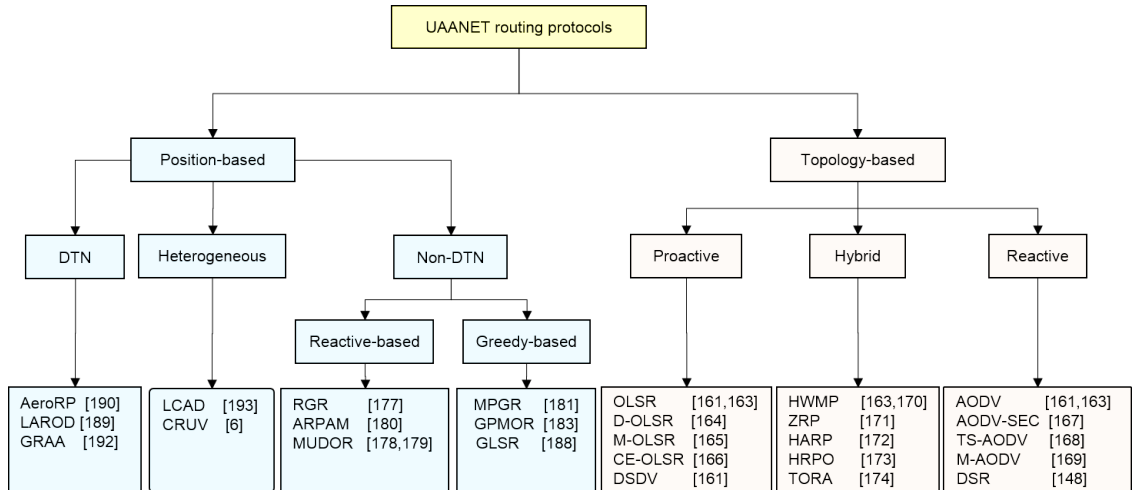 UAANET routing protocols
Position-based
Topology-based
DTN
Heterogeneous
Non-DTN
Proactive
Hybrid
Reactive
Reactive-based
Greedy-based
AeroRP [190]
LAROD [189]
GRAA [192]
LCAD [193]
CRUV [6]
RGR [177]
ARPAM [180]
MUDOR [178,179]
MPGR [181]
GPMOR [183]
GLSR [188]
OLSR [161,163]
D-OLSR [164]
M-OLSR [165]
CE-OLSR [166]
DSDV [161]
HWMP [163,170]
ZRP [171]
HARP [172]
HRPO [173]
TORA [174]
AODV [161,163]
AODV-SEC [167]
TS-AODV [168]
M-AODV [169]
DSR [148]